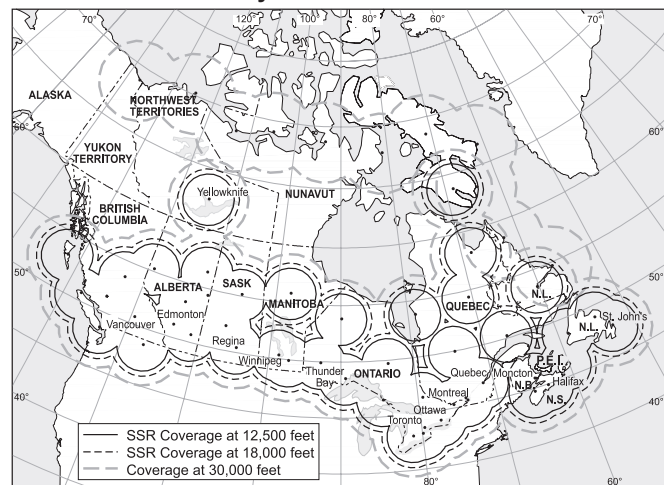 120°
100°
80°
60°
70°
70°
ALASKA
NORTHWEST
TERRITORIES
60°
60°
YUKON
TERRITORY
Yellowknife
NUNAVUT
BRITISH
COLUMBIA
50°
50°
ALBERTA
SASK
MANITOBA
QUEBEC
N.L.
N.L.
St. John's
Edmonton
Vancouver
Regina
Winnipeg
Thunder
Bay
ONTARIO
Quebec
Moncton
P.E.I.
N.B.
Halifax
N.S.
Montreal
Ottawa
Toronto
40°
40°
SSR Coverage at 12,500 feet
SSR Coverage at 18,000 feet
Coverage at 30,000 feet
80°
60°